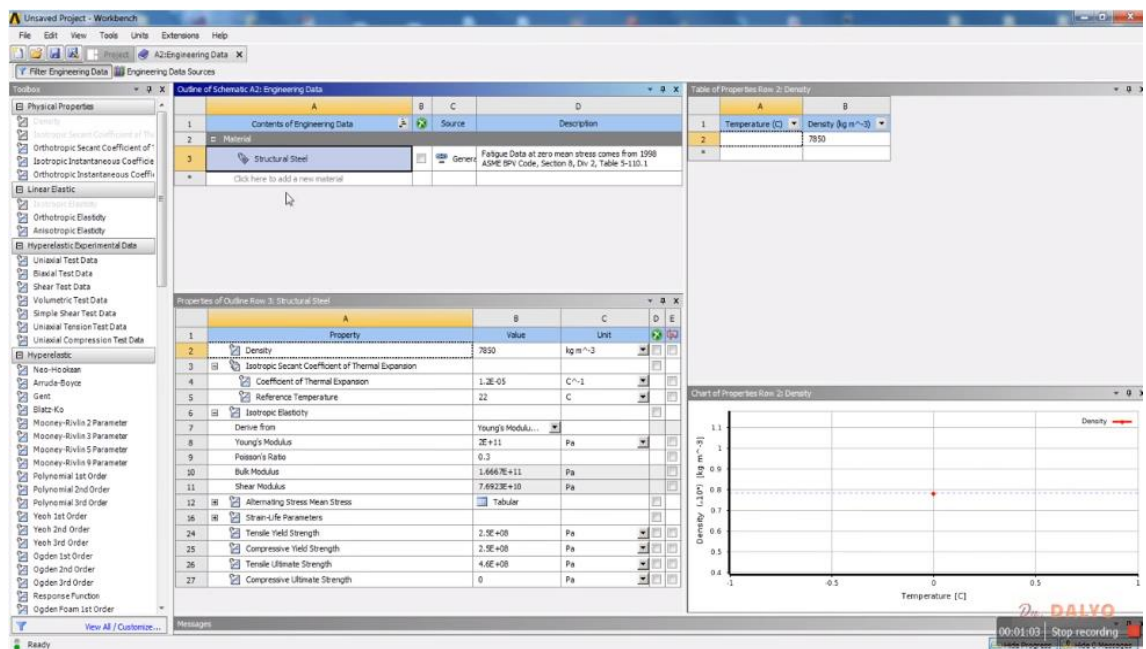 Unsaved Project - Workbench
File Edit View Tools Units Extensions Help
Project A2:Engineering Data X
Filter Engineering Data Engineering Data Sources
Toolbox
Physical Properties
Density
Isotropic Secant Coefficient of Th
Orthotropic Secant Coefficient of
Isotropic Instantaneous Coefficie
Orthotropic Instantaneous Coeffi
Linear Elastic
Isotropic Elasticity
Orthotropic Elasticity
Anisotropic Elasticity
Hyperelastic Experimental Data
Uniaxial Test Data
Biaxial Test Data
Shear Test Data
Volumetric Test Data
Simple Shear Test Data
Uniaxial Tension Test Data
Uniaxial Compression Test Data
Hyperelastic
Neo-Hookean
Arruda-Boyce
Gent
Blatz-Ko
Mooney-Rivlin 2 Parameter
Mooney-Rivlin 3 Parameter
Mooney-Rivlin 5 Parameter
Mooney-Rivlin 9 Parameter
Polynomial 1st Order
Polynomial 2nd Order
Polynomial 3rd Order
Yeoh 1st Order
Yeoh 2nd Order
Yeoh 3rd Order
Ogden 1st Order
Ogden 2nd Order
Ogden 3rd Order
Response Function
Ogden Foam 1st Order
View All / Customize...
Ready
Outline of Schematic A2: Engineering Data
A B C D
1 Contents of Engineering Data Source Description
2 Material
3 Structural Steel Genera Fatigue Data at zero mean stress comes from 1998
ASME BPV Code, Section 8, Div 2, Table 5-110.1
* Click here to add a new material
Properties of Outline Row 3: Structural Steel
A B C D E
1 Property Value Unit
2 Density 7850 kg m^-3
3 Isotropic Secant Coefficient of Thermal Expansion
4 Coefficient of Thermal Expansion 1.2E-05 C^-1
5 Reference Temperature 22 C
6 Isotropic Elasticity
7 Derive from Young's Modulu...
8 Young's Modulus 2E+11 Pa
9 Poisson's Ratio 0.3
10 Bulk Modulus 1.6667E+11 Pa
11 Shear Modulus 7.6923E+10 Pa
12 Alternating Stress Mean Stress Tabular
16 Strain-Life Parameters
24 Tensile Yield Strength 2.5E+08 Pa
25 Compressive Yield Strength 2.5E+08 Pa
26 Tensile Ultimate Strength 4.6E+08 Pa
27 Compressive Ultimate Strength 0 Pa
Messages
Table of Properties Row 2: Density
A B
1 Temperature (C) Density (kg m^-3)
2 7850
*
Chart of Properties Row 2: Density
Density
1.1
1
0.9
0.8
0.7
0.6
0.5
0.4
Density (.10⁴) [kg m^-3]
-1 -0.5 0 0.5 1
Temperature [C]
Dr. DALYO
00:01:03 Stop recording